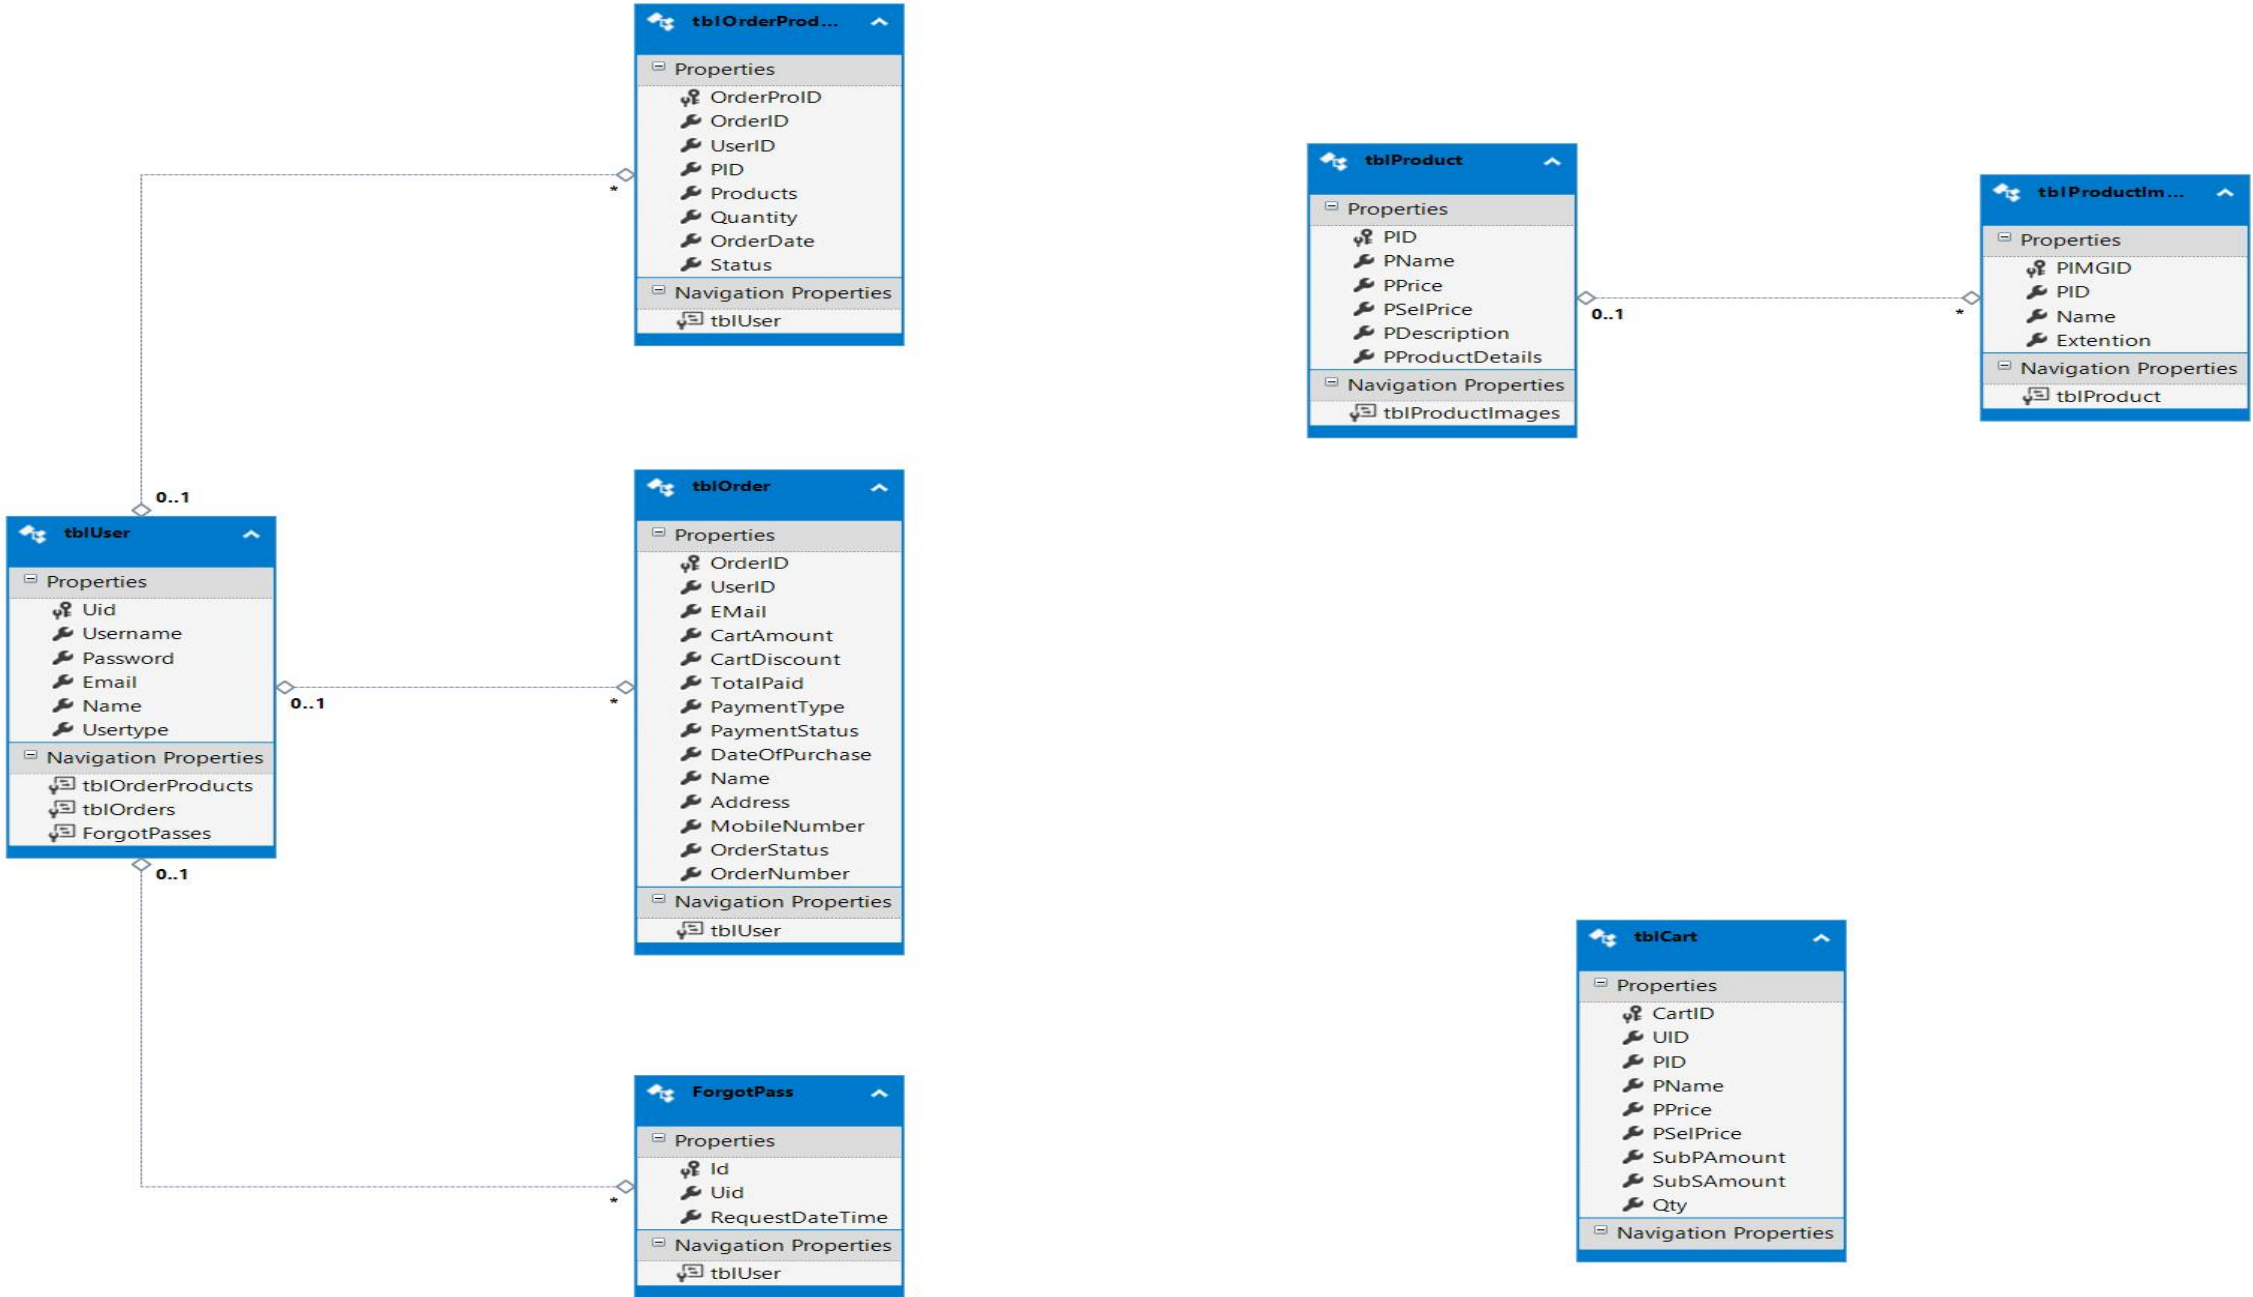 tblOrderProd...
Properties
OrderProID
OrderID
UserID
PID
Products
Quantity
OrderDate
Status
Navigation Properties
tblUser
*
0..1
tblUser
Properties
Uid
Username
Password
Email
Name
Usertype
Navigation Properties
tblOrderProducts
tblOrders
ForgotPasses
0..1
*
0..1
tblOrder
Properties
OrderID
UserID
EMail
CartAmount
CartDiscount
TotalPaid
PaymentType
PaymentStatus
DateOfPurchase
Name
Address
MobileNumber
OrderStatus
OrderNumber
Navigation Properties
tblUser
*
ForgotPass
Properties
Id
Uid
RequestDateTime
Navigation Properties
tblUser
tblProduct
Properties
PID
PName
PPrice
PSelPrice
PDescription
PProductDetails
Navigation Properties
tblProductImages
0..1
*
tblProductIm...
Properties
PIMGID
PID
Name
Extention
Navigation Properties
tblProduct
tblCart
Properties
CartID
UID
PID
PName
PPrice
PSelPrice
SubPAmount
SubSAmount
Qty
Navigation Properties